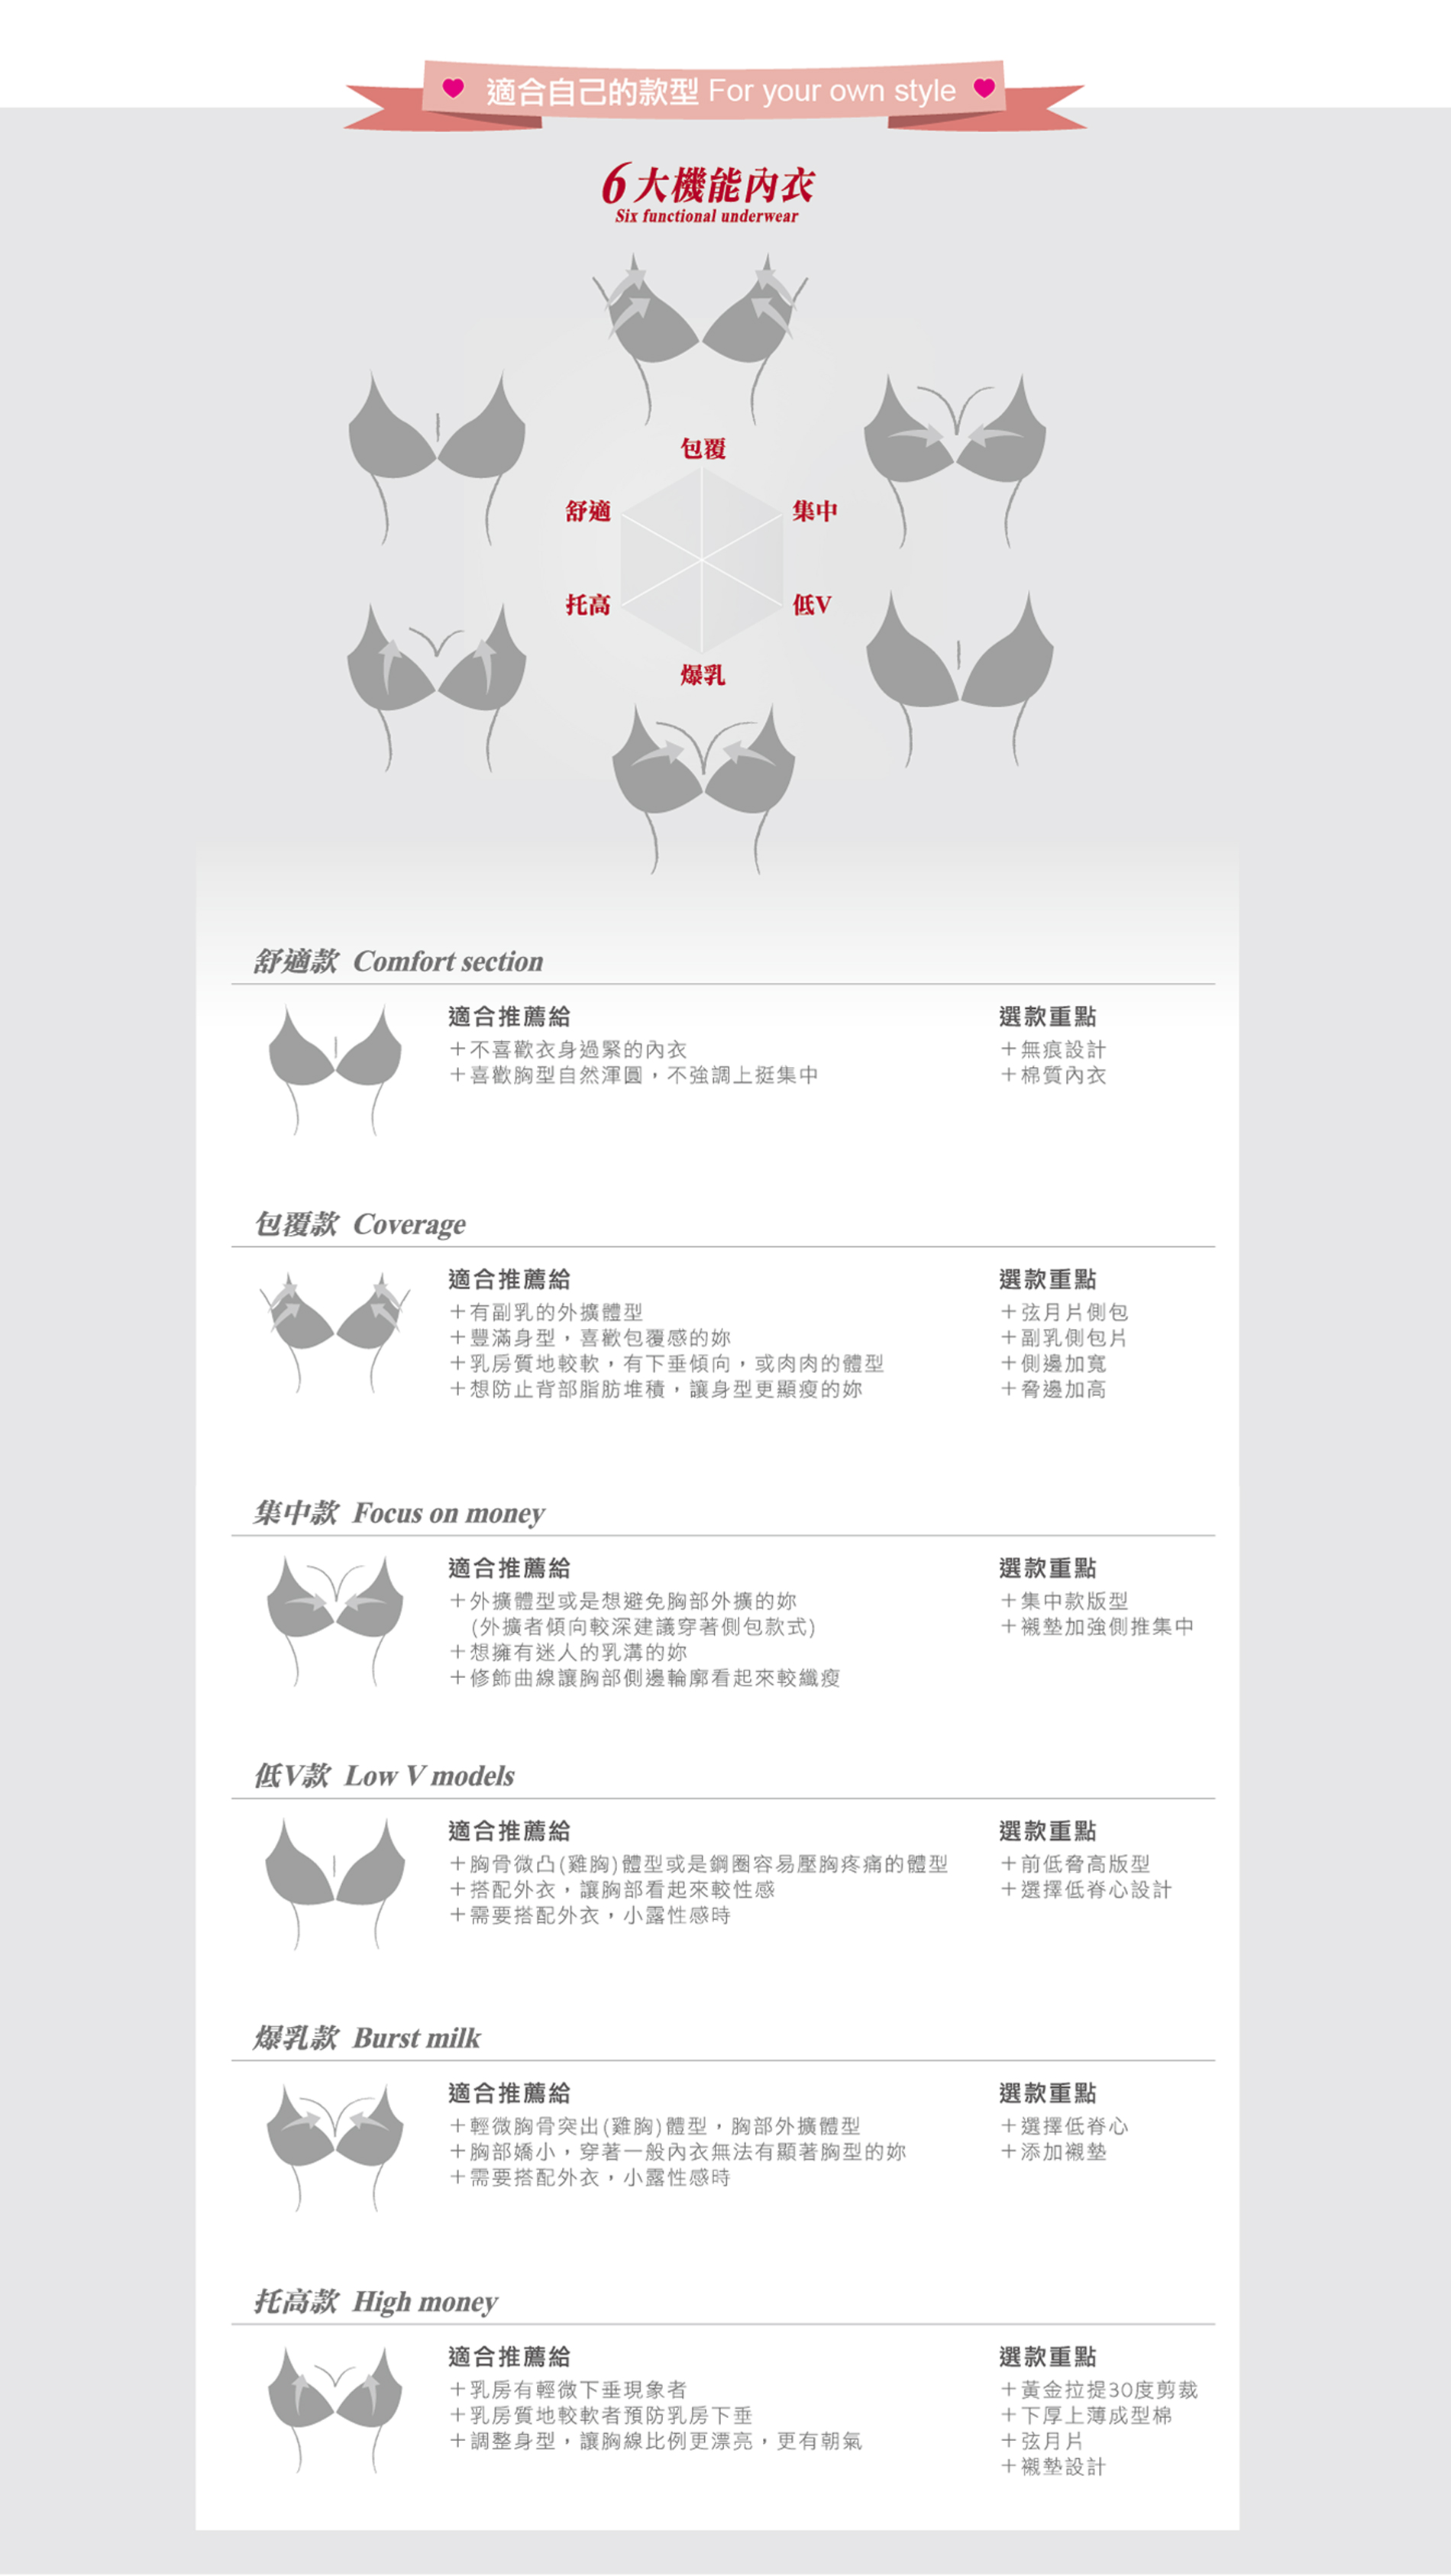 適合自己的款型 For your own style
6大機能內衣
Six functional underwear
包覆
舒適
集中
托高
低V
爆乳
舒適款 Comfort section
適合推薦給
＋不喜歡衣身過緊的內衣
＋喜歡胸型自然渾圓，不強調上挺集中
選款重點
＋無痕設計
＋棉質內衣
包覆款 Coverage
適合推薦給
＋有副乳的外擴體型
＋豐滿身型，喜歡包覆感的妳
＋乳房質地較軟，有下垂傾向，或肉肉的體型
＋想防止背部脂肪堆積，讓身型更顯瘦的妳
選款重點
＋弦月片側包
＋副乳側包片
＋側邊加寬
＋脅邊加高
集中款 Focus on money
適合推薦給
＋外擴體型或是想避免胸部外擴的妳
(外擴者傾向較深建議穿著側包款式)
＋想擁有迷人的乳溝的妳
＋修飾曲線讓胸部側邊輪廓看起來較纖瘦
選款重點
＋集中款版型
＋襯墊加強側推集中
低V款 Low V models
適合推薦給
＋胸骨微凸(雞胸)體型或是鋼圈容易壓胸疼痛的體型
＋搭配外衣，讓胸部看起來較性感
＋需要搭配外衣，小露性感時
選款重點
＋前低脅高版型
＋選擇低脊心設計
爆乳款 Burst milk
適合推薦給
＋輕微胸骨突出(雞胸)體型，胸部外擴體型
＋胸部嬌小，穿著一般內衣無法有顯著胸型的妳
＋需要搭配外衣，小露性感時
選款重點
＋選擇低脊心
＋添加襯墊
托高款 High money
適合推薦給
＋乳房有輕微下垂現象者
＋乳房質地較軟者預防乳房下垂
＋調整身型，讓胸線比例更漂亮，更有朝氣
選款重點
＋黃金拉提30度剪裁
＋下厚上薄成型棉
＋弦月片
＋襯墊設計